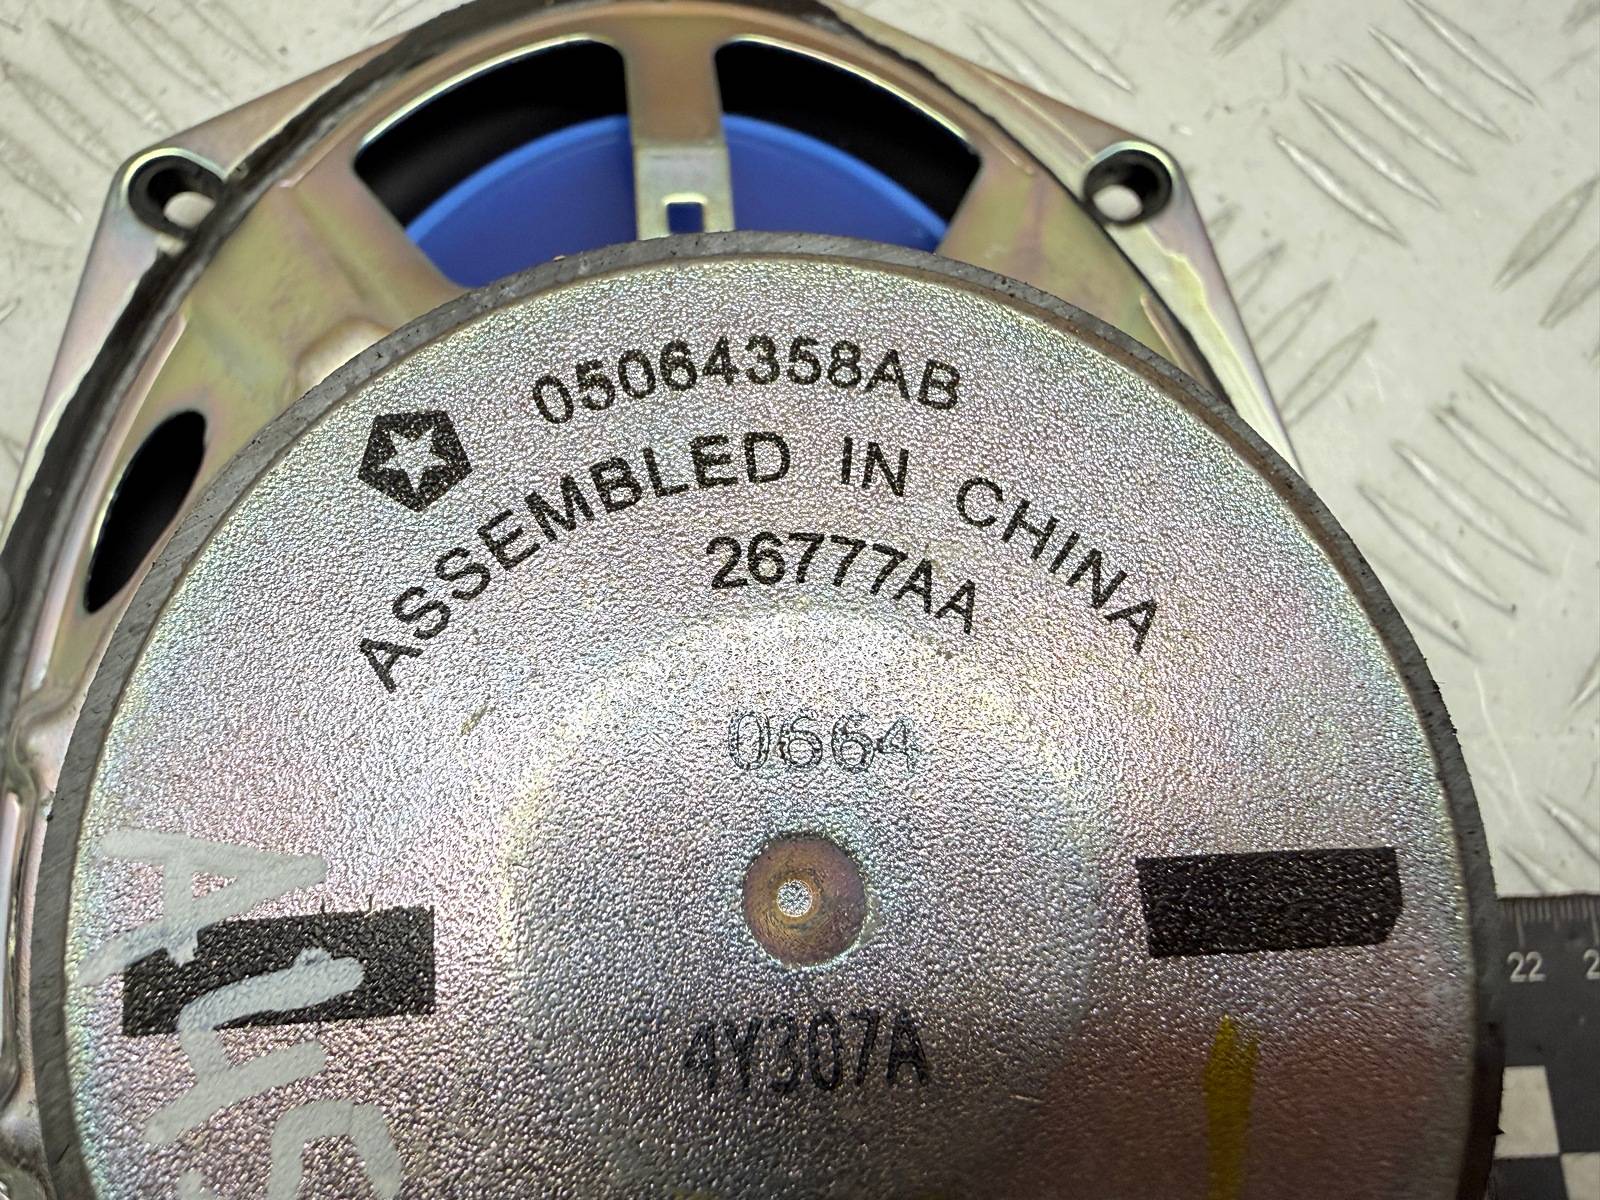 05064358AB
ASSEMBLED IN CHINA
26777AA
0664
4Y307A
22